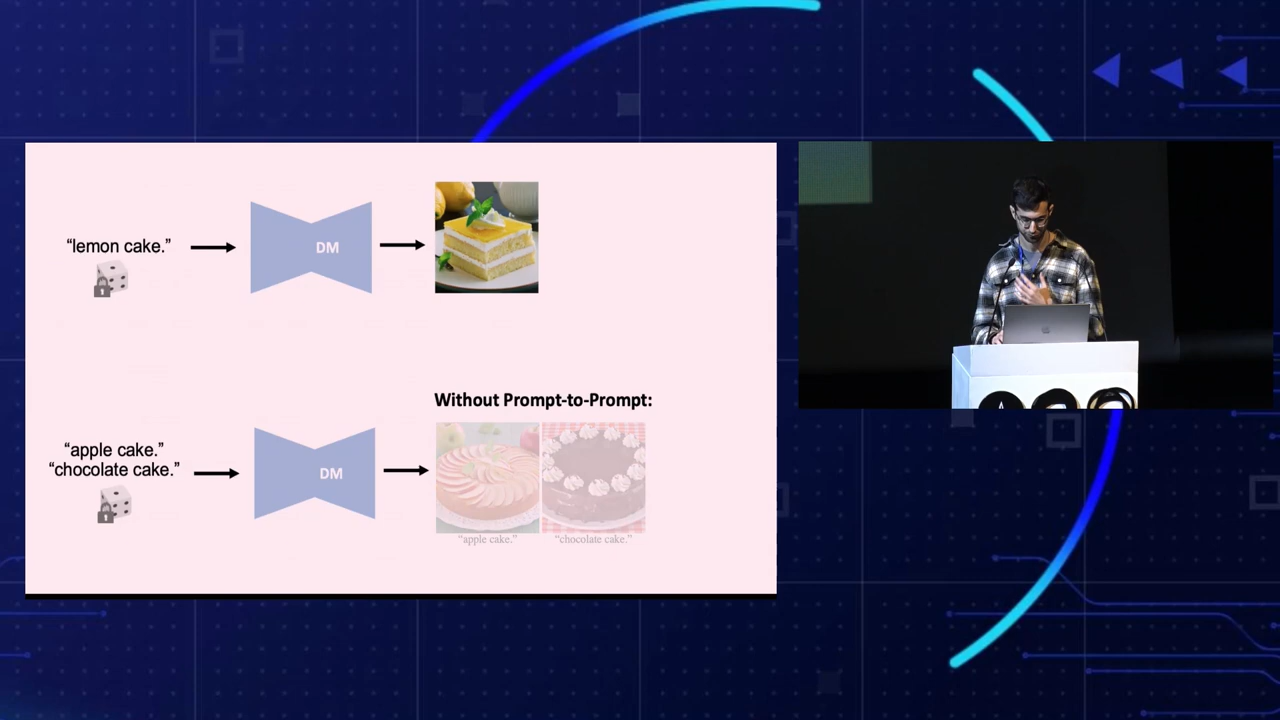 “lemon cake.”
DM
Without Prompt-to-Prompt:
“apple cake.”
“chocolate cake.”
DM
“apple cake.”
“chocolate cake.”